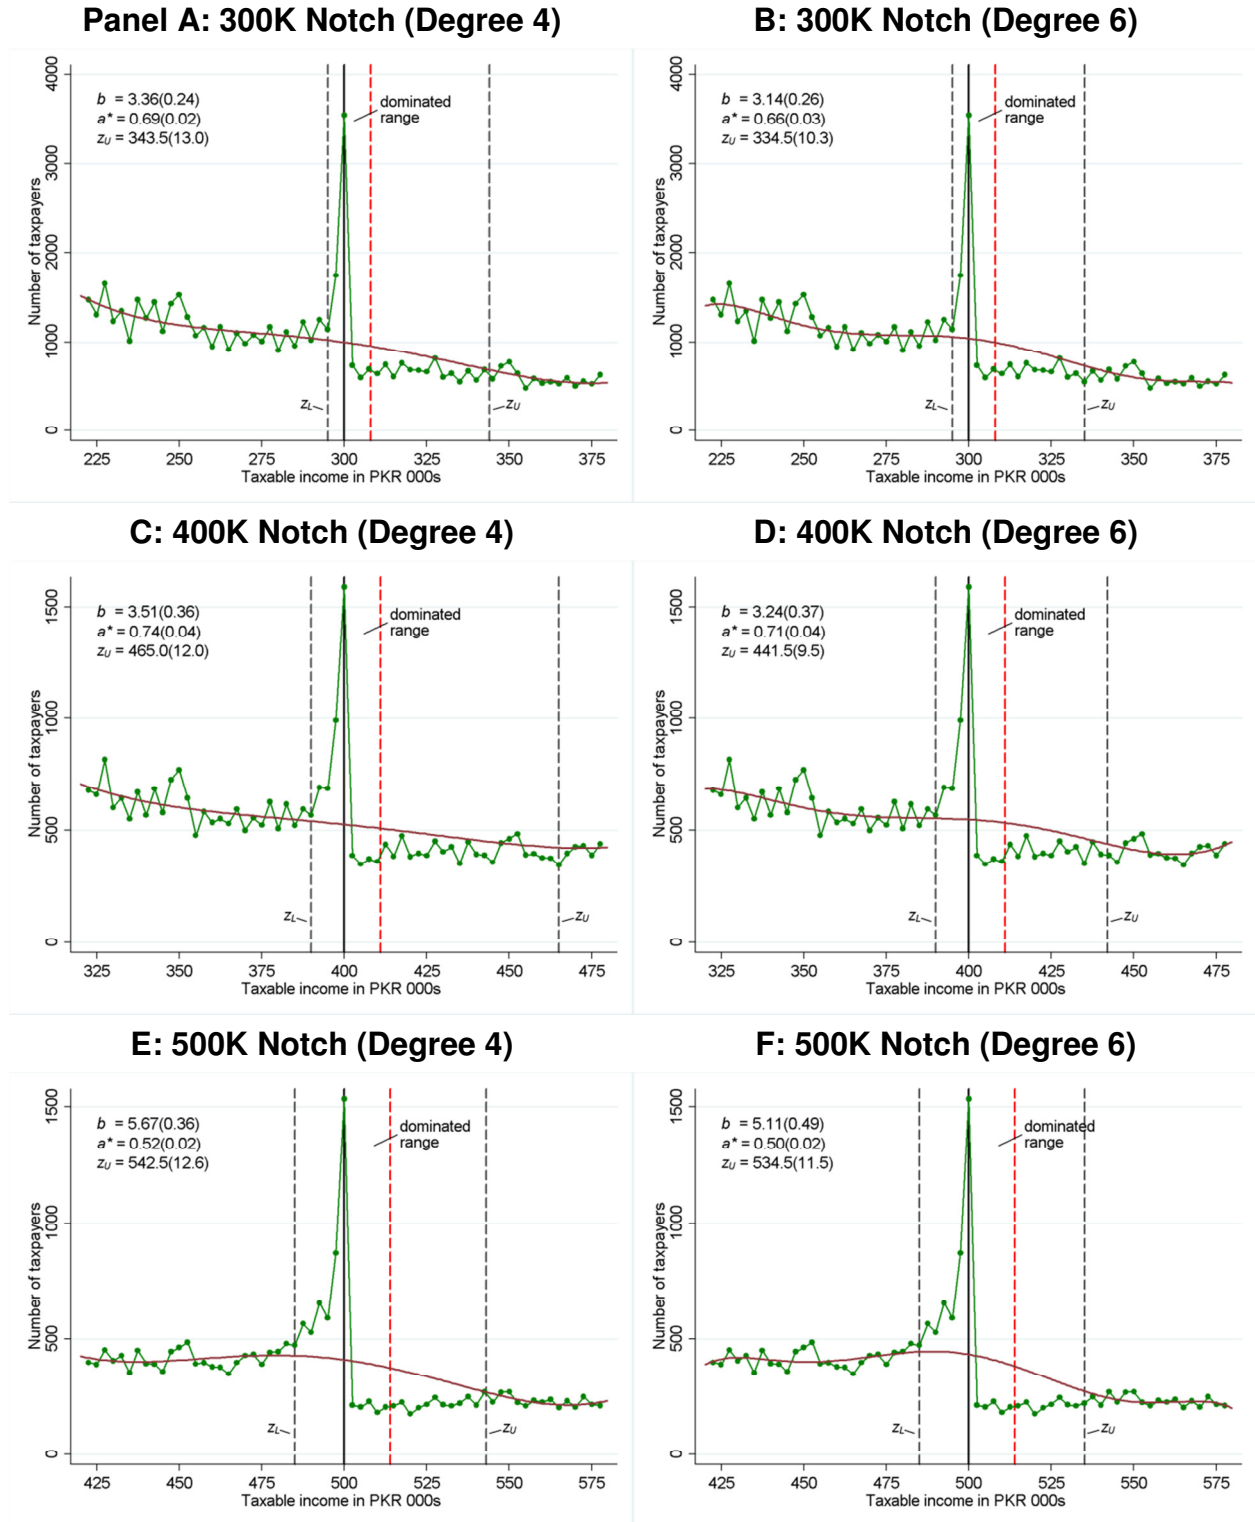 Panel A: 300K Notch (Degree 4)
b = 3.36(0.24)
a* = 0.69(0.02)
zU = 343.5(13.0)
dominated
range
Number of taxpayers
4000
3000
2000
1000
0
zL
zU
225 250 275 300 325 350 375
Taxable income in PKR 000s
B: 300K Notch (Degree 6)
b = 3.14(0.26)
a* = 0.66(0.03)
zU = 334.5(10.3)
dominated
range
Number of taxpayers
4000
3000
2000
1000
0
zL
zU
225 250 275 300 325 350 375
Taxable income in PKR 000s
C: 400K Notch (Degree 4)
b = 3.51(0.36)
a* = 0.74(0.04)
zU = 465.0(12.0)
dominated
range
Number of taxpayers
1500
1000
500
0
zL
zU
325 350 375 400 425 450 475
Taxable income in PKR 000s
D: 400K Notch (Degree 6)
b = 3.24(0.37)
a* = 0.71(0.04)
zU = 441.5(9.5)
dominated
range
Number of taxpayers
1500
1000
500
0
zL
zU
325 350 375 400 425 450 475
Taxable income in PKR 000s
E: 500K Notch (Degree 4)
b = 5.67(0.36)
a* = 0.52(0.02)
zU = 542.5(12.6)
dominated
range
Number of taxpayers
1500
1000
500
0
zL
zU
425 450 475 500 525 550 575
Taxable income in PKR 000s
F: 500K Notch (Degree 6)
b = 5.11(0.49)
a* = 0.50(0.02)
zU = 534.5(11.5)
dominated
range
Number of taxpayers
1500
1000
500
0
zL
zU
425 450 475 500 525 550 575
Taxable income in PKR 000s